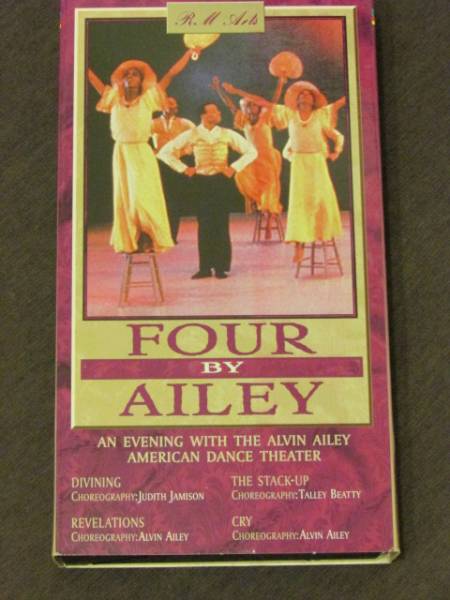 RM Arts
FOUR
BY
AILEY
AN EVENING WITH THE ALVIN AILEY
AMERICAN DANCE THEATER
DIVINING
CHOREOGRAPHY:JUDITH JAMISON
THE STACK-UP
CHOREOGRAPHY:TALLEY BEATTY
REVELATIONS
CHOREOGRAPHY:ALVIN AILEY
CRY
CHOREOGRAPHY:ALVIN AILEY